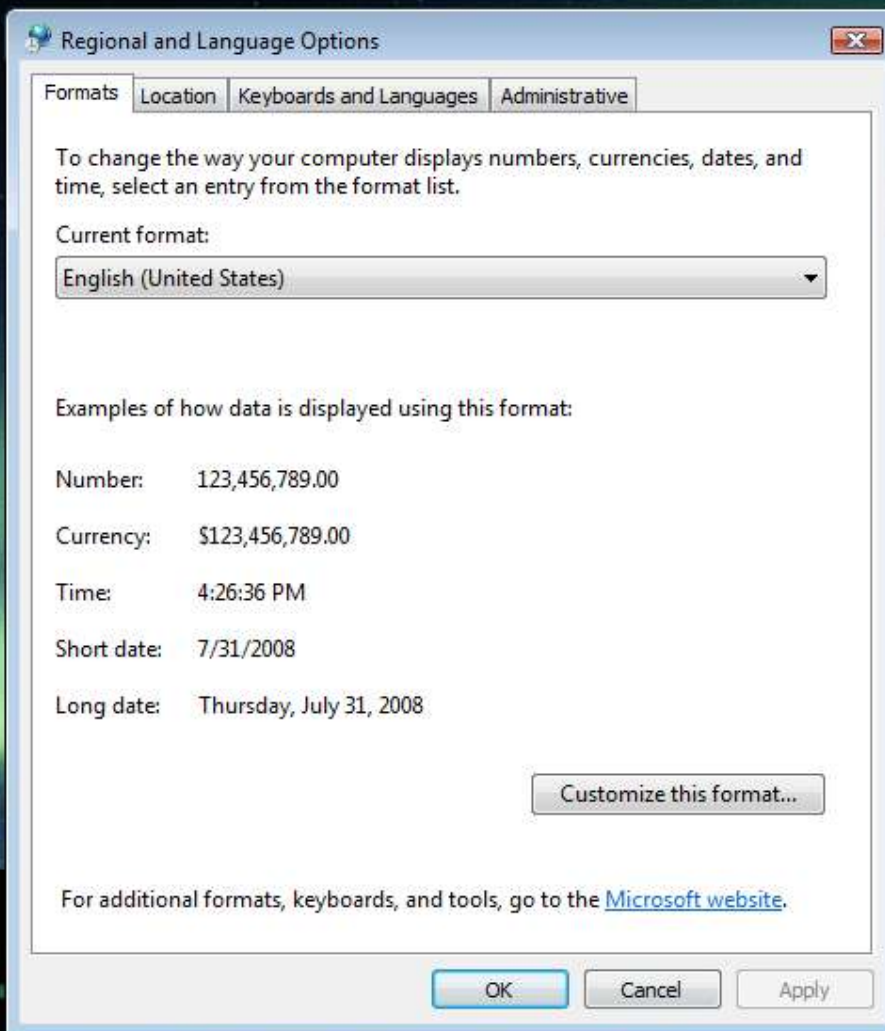 Regional and Language Options
Formats Location Keyboards and Languages Administrative
To change the way your computer displays numbers, currencies, dates, and
time, select an entry from the format list.
Current format:
English (United States)
Examples of how data is displayed using this format:
Number: 123,456,789.00
Currency: $123,456,789.00
Time: 4:26:36 PM
Short date: 7/31/2008
Long date: Thursday, July 31, 2008
Customize this format...
For additional formats, keyboards, and tools, go to the Microsoft website.
OK Cancel Apply